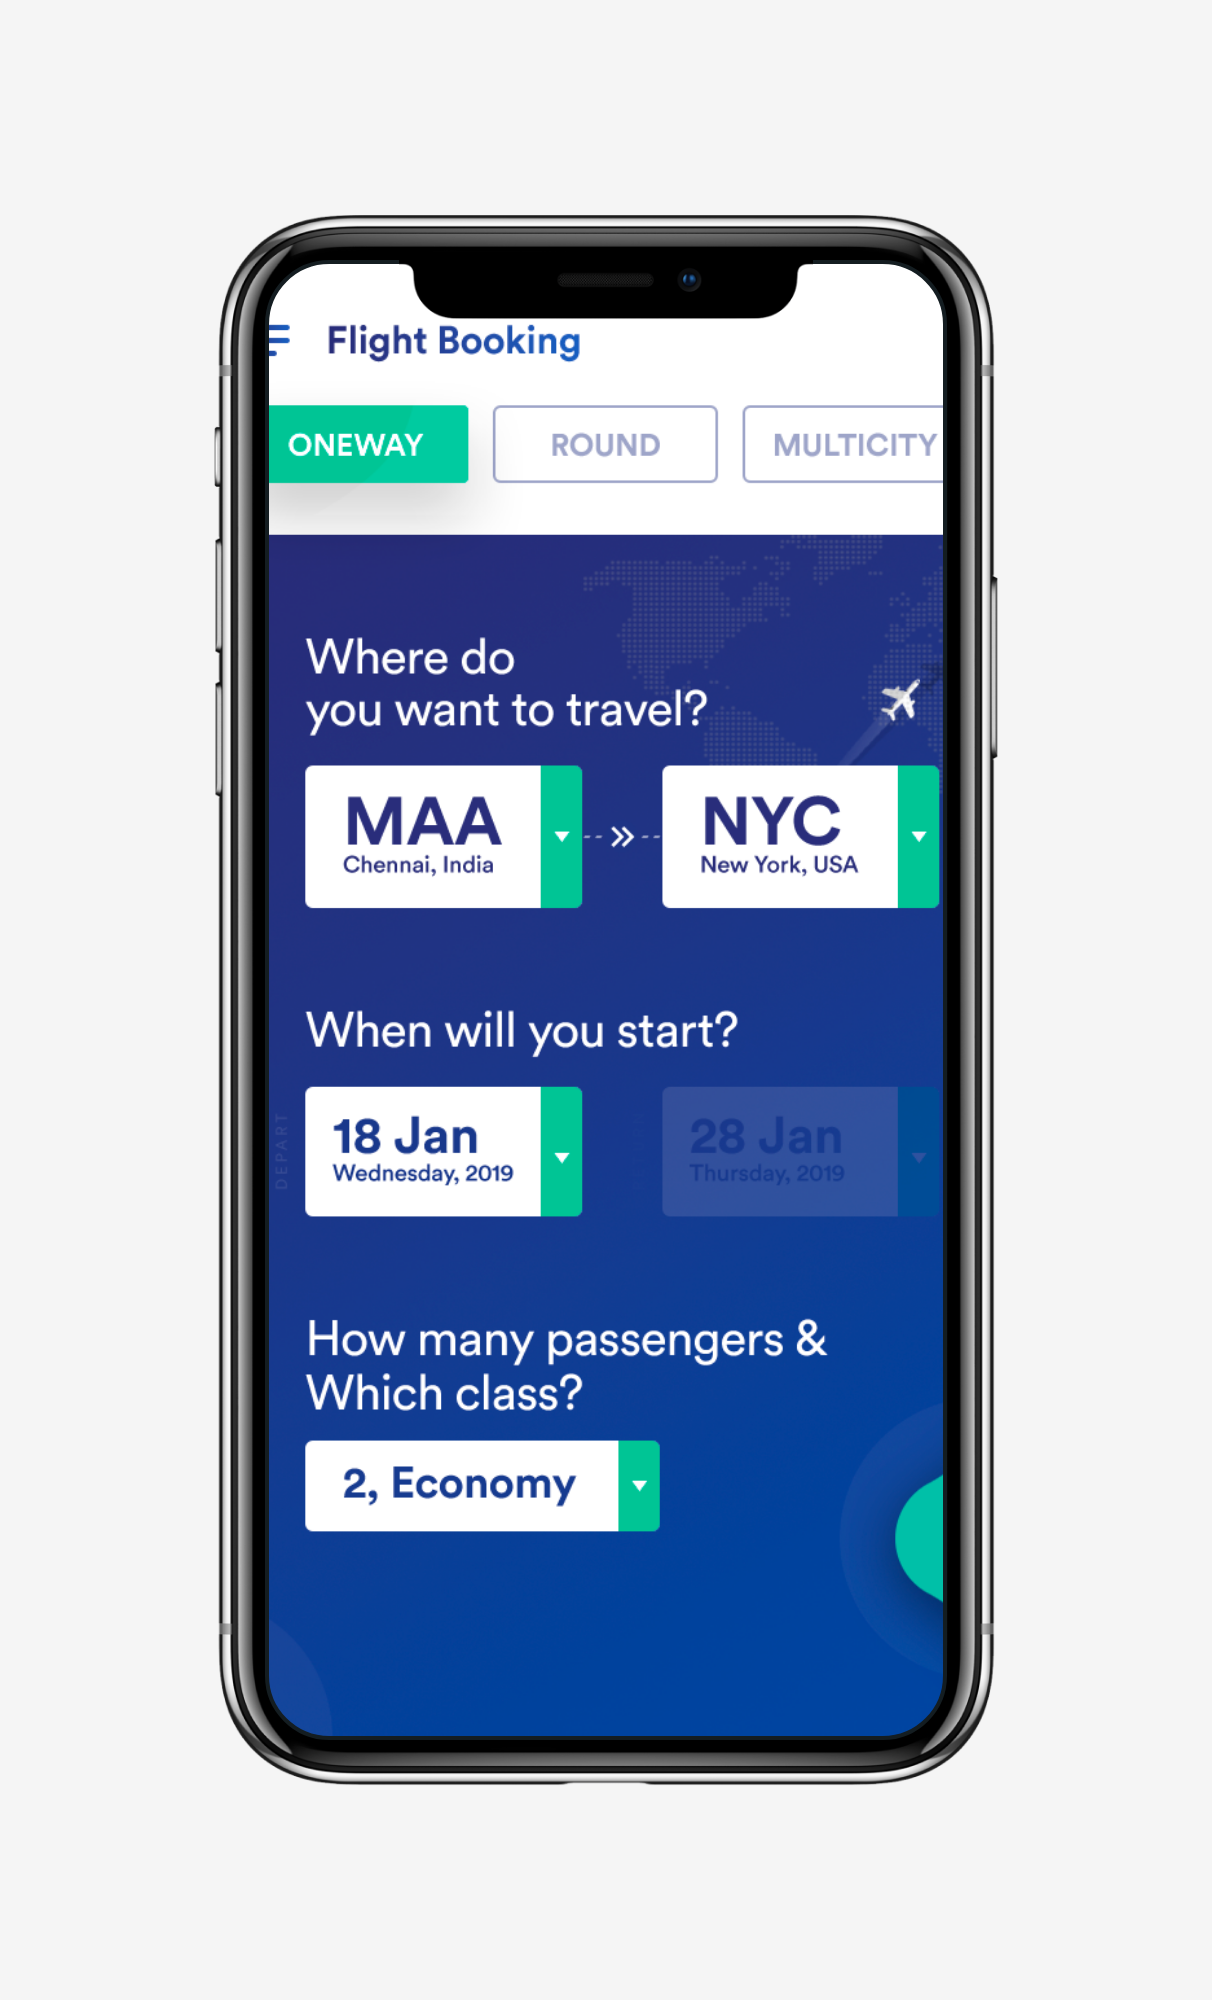 Flight Booking
ONEWAY
ROUND
MULTICITY
Where do
you want to travel?
MAA
Chennai, India
NYC
New York, USA
When will you start?
DEPART
18 Jan
Wednesday, 2019
28 Jan
Thursday, 2019
How many passengers &
Which class?
2, Economy